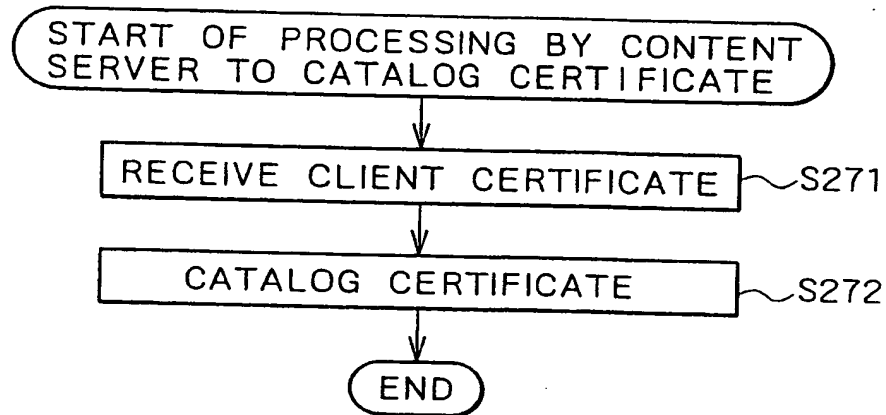 START OF PROCESSING BY CONTENT
SERVER TO CATALOG CERTIFICATE
RECEIVE CLIENT CERTIFICATE
S271
CATALOG CERTIFICATE
S272
END